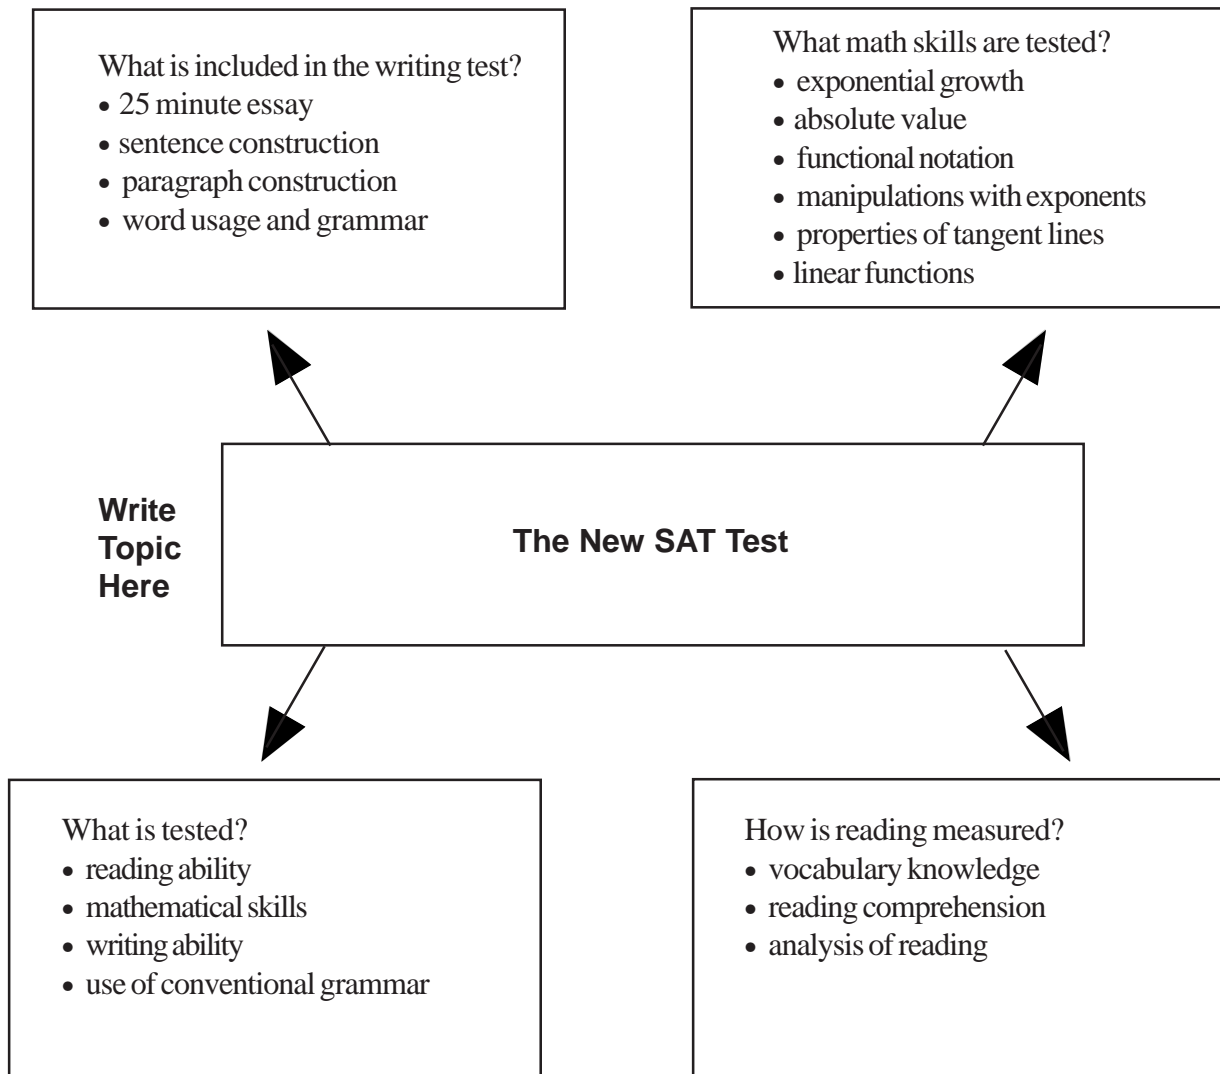 What is included in the writing test?
• 25 minute essay
• sentence construction
• paragraph construction
• word usage and grammar
What math skills are tested?
• exponential growth
• absolute value
• functional notation
• manipulations with exponents
• properties of tangent lines
• linear functions
Write
Topic
Here
The New SAT Test
What is tested?
• reading ability
• mathematical skills
• writing ability
• use of conventional grammar
How is reading measured?
• vocabulary knowledge
• reading comprehension
• analysis of reading